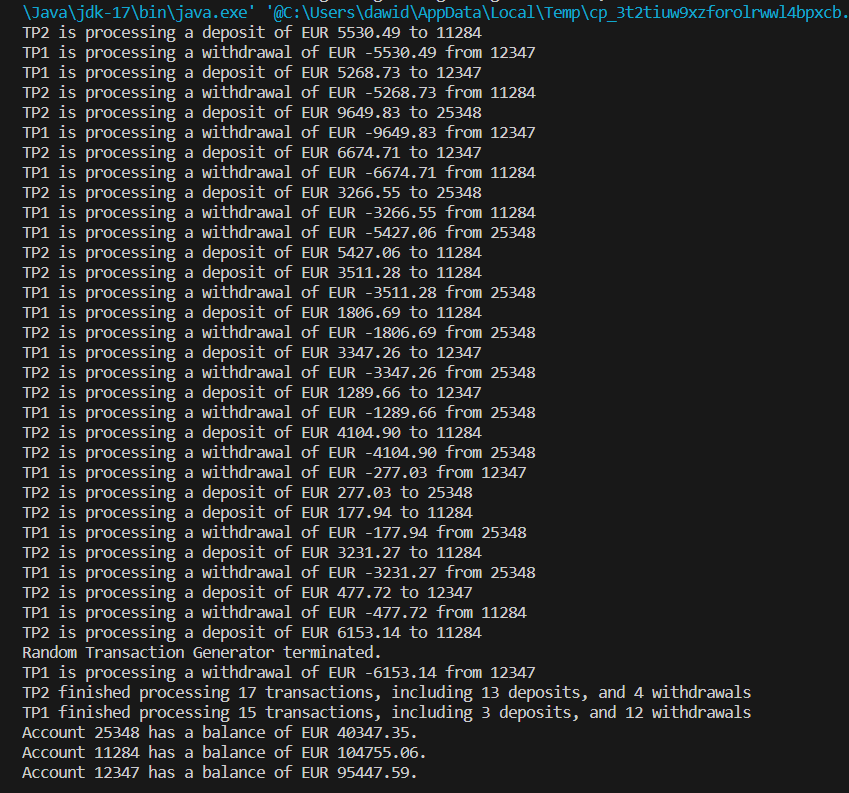 \Java\jdk-17\bin\java.exe' '@C:\Users\dawid\AppData\Local\Temp\cp_3t2tiuw9xzforolrwwl4bpxcb.
TP2 is processing a deposit of EUR 5530.49 to 11284
TP1 is processing a withdrawal of EUR -5530.49 from 12347
TP1 is processing a deposit of EUR 5268.73 to 12347
TP2 is processing a withdrawal of EUR -5268.73 from 11284
TP2 is processing a deposit of EUR 9649.83 to 25348
TP1 is processing a withdrawal of EUR -9649.83 from 12347
TP2 is processing a deposit of EUR 6674.71 to 12347
TP1 is processing a withdrawal of EUR -6674.71 from 11284
TP2 is processing a deposit of EUR 3266.55 to 25348
TP1 is processing a withdrawal of EUR -3266.55 from 11284
TP1 is processing a withdrawal of EUR -5427.06 from 25348
TP2 is processing a deposit of EUR 5427.06 to 11284
TP2 is processing a deposit of EUR 3511.28 to 11284
TP1 is processing a withdrawal of EUR -3511.28 from 25348
TP1 is processing a deposit of EUR 1806.69 to 11284
TP2 is processing a withdrawal of EUR -1806.69 from 25348
TP1 is processing a deposit of EUR 3347.26 to 12347
TP2 is processing a withdrawal of EUR -3347.26 from 25348
TP2 is processing a deposit of EUR 1289.66 to 12347
TP1 is processing a withdrawal of EUR -1289.66 from 25348
TP2 is processing a deposit of EUR 4104.90 to 11284
TP2 is processing a withdrawal of EUR -4104.90 from 25348
TP1 is processing a withdrawal of EUR -277.03 from 12347
TP2 is processing a deposit of EUR 277.03 to 25348
TP2 is processing a deposit of EUR 177.94 to 11284
TP1 is processing a withdrawal of EUR -177.94 from 25348
TP2 is processing a deposit of EUR 3231.27 to 11284
TP1 is processing a withdrawal of EUR -3231.27 from 25348
TP2 is processing a deposit of EUR 477.72 to 12347
TP1 is processing a withdrawal of EUR -477.72 from 11284
TP2 is processing a deposit of EUR 6153.14 to 11284
Random Transaction Generator terminated.
TP1 is processing a withdrawal of EUR -6153.14 from 12347
TP2 finished processing 17 transactions, including 13 deposits, and 4 withdrawals
TP1 finished processing 15 transactions, including 3 deposits, and 12 withdrawals
Account 25348 has a balance of EUR 40347.35.
Account 11284 has a balance of EUR 104755.06.
Account 12347 has a balance of EUR 95447.59.